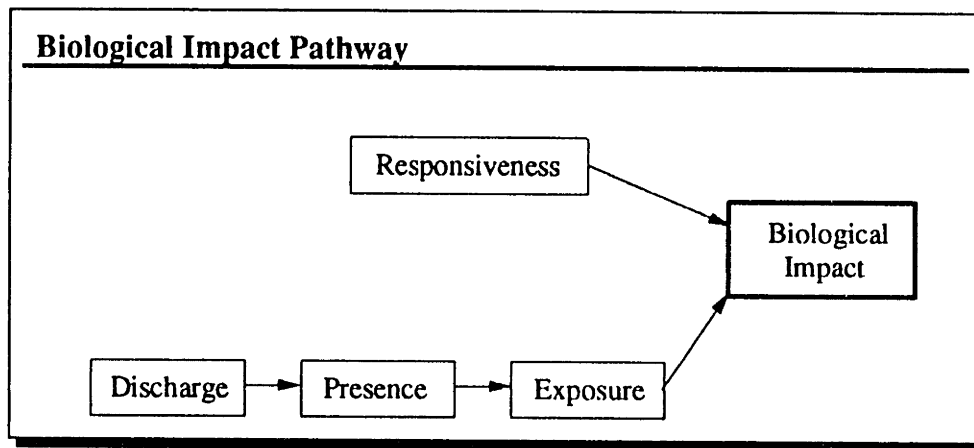 Biological Impact Pathway
Responsiveness
Biological
Impact
Discharge
Presence
Exposure